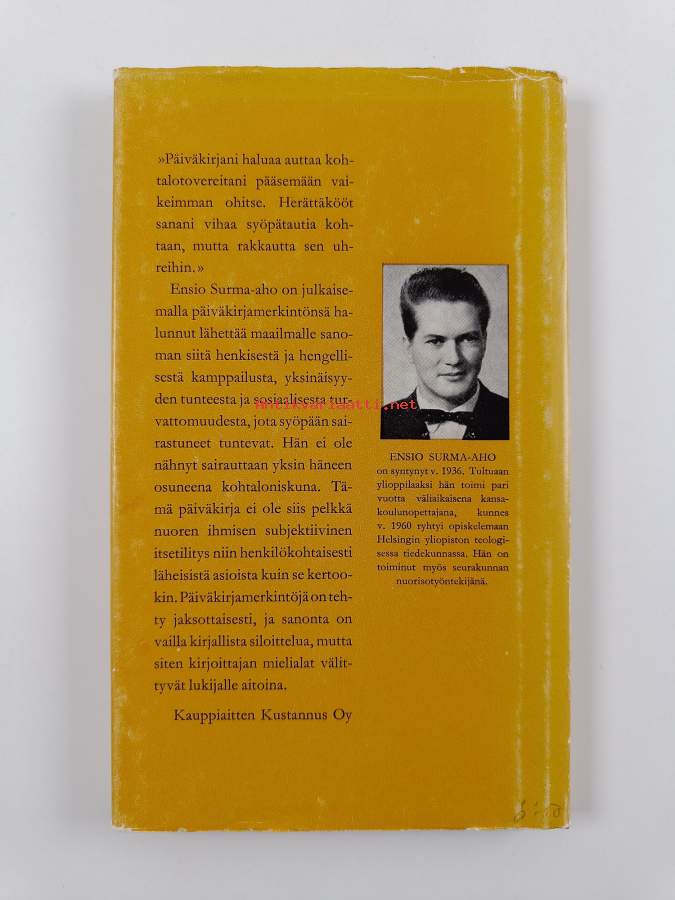 »Päiväkirjani haluaa auttaa koh-
talotovereitani pääsemään vai-
keimman ohitse. Herättäkööt
sanani vihaa syöpätautia koh-
taan, mutta rakkautta sen uh-
reihin.»
Ensio Surma-aho on julkaise-
malla päiväkirjamerkintönsä ha-
lunnut lähettää maailmalle sano-
man siitä henkisestä ja hengelli-
sestä kamppailusta, yksinäisyy-
den tunteesta ja sosiaalisesta tur-
vattomuudesta, jota syöpään sai-
rastuneet tuntevat. Hän ei ole
nähnyt sairauttaan yksin häneen
osuneena kohtaloniskuna. Tä-
mä päiväkirja ei ole siis pelkkä
nuoren ihmisen subjektiivinen
itsetilitys niin henkilökohtaisesti
läheisistä asioista kuin se kertoo-
kin. Päiväkirjamerkintöjä on teh-
ty jaksottaisesti, ja sanonta on
vailla kirjallista siloittelua, mutta
siten kirjoittajan mielialat välit-
tyvät lukijalle aitoina.
Kauppiaitten Kustannus Oy
Antikvariaatti.net
ENSIO SURMA-AHO
on syntynyt v. 1936. Tultuaan
ylioppilaaksi hän toimi pari
vuotta väliaikaisena kansa-
koulunopettajana, kunnes
v. 1960 ryhtyi opiskelemaan
Helsingin yliopiston teologi-
sessa tiedekunnassa. Hän on
toiminut myös seurakunnan
nuorisotyöntekijänä.